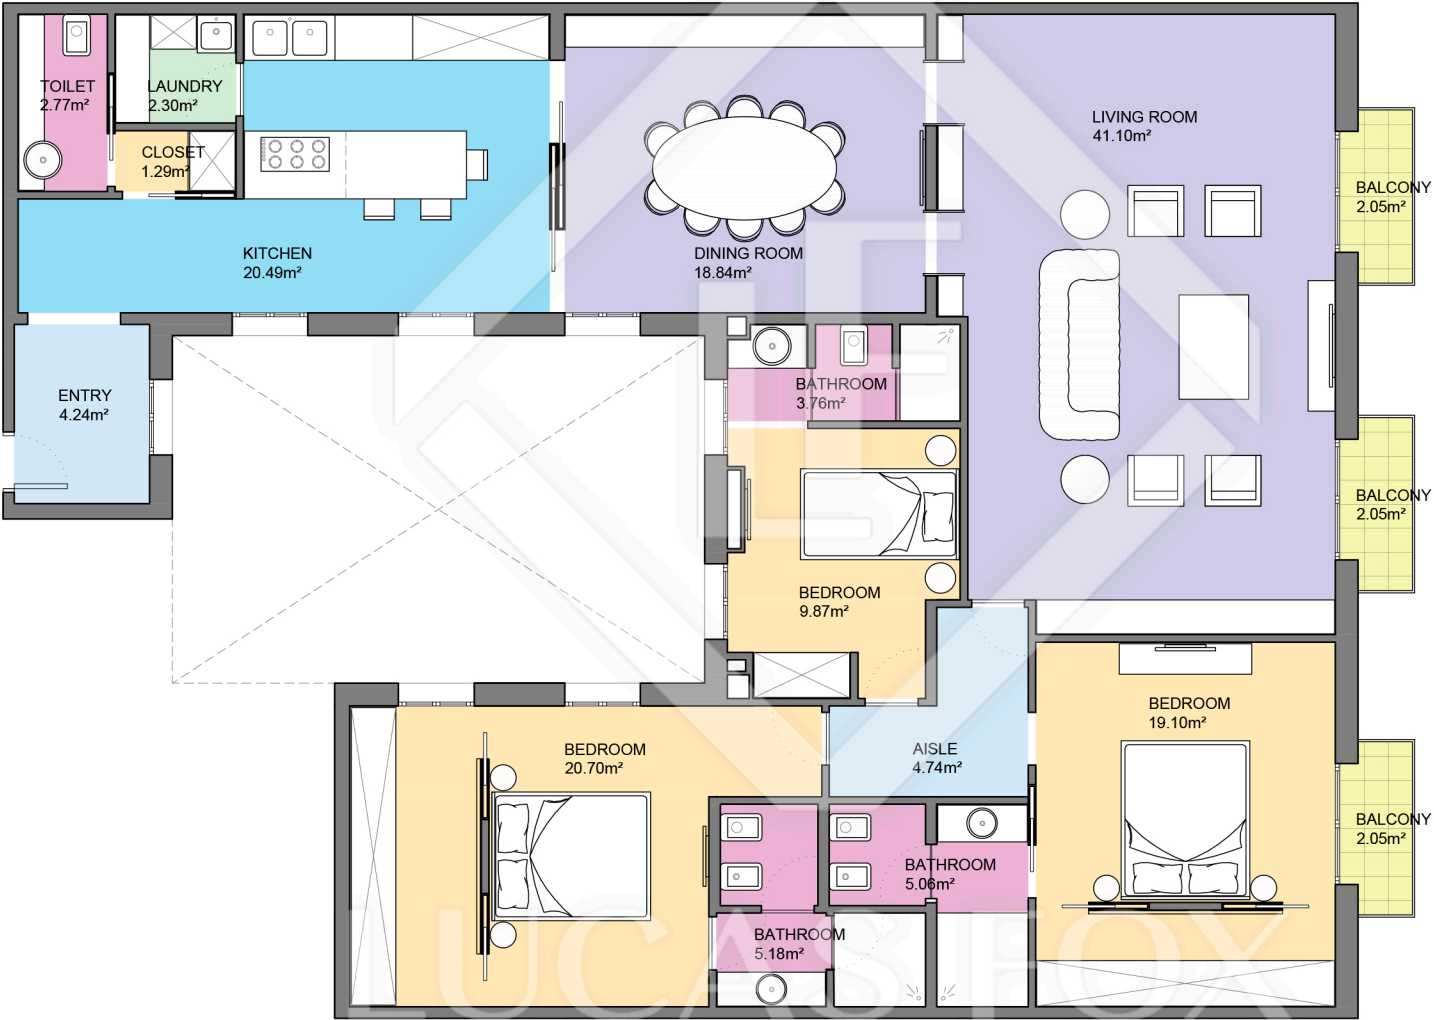 TOILET
2.77m²
LAUNDRY
2.30m²
CLOSET
1.29m²
KITCHEN
20.49m²
DINING ROOM
18.84m²
LIVING ROOM
41.10m²
BALCONY
2.05m²
ENTRY
4.24m²
BATHROOM
3.76m²
BALCONY
2.05m²
BEDROOM
9.87m²
BEDROOM
20.70m²
AISLE
4.74m²
BEDROOM
19.10m²
BALCONY
2.05m²
BATHROOM
5.06m²
BATHROOM
5.18m²
LUCAS FOX